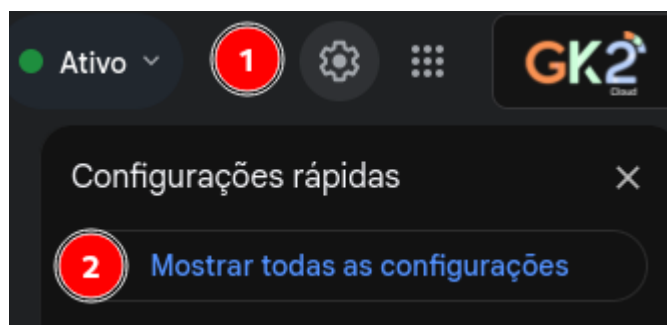 Ativo
1
GK2
Cloud
Configurações rápidas
2
Mostrar todas as configurações